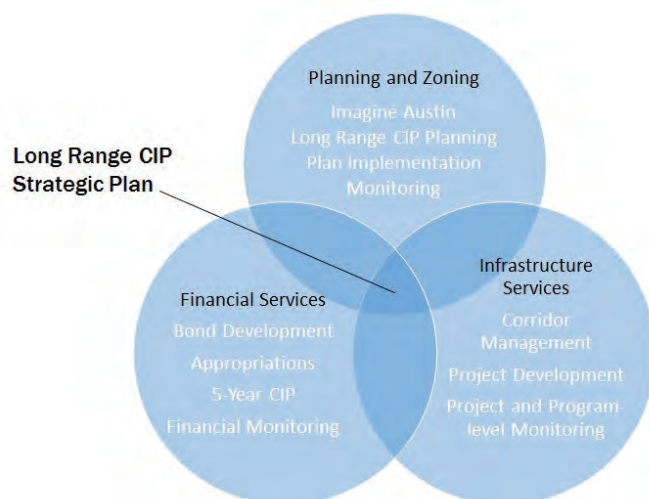 Planning and Zoning
Imagine Austin
Long Range CIP Planning
Plan Implementation
Monitoring
Long Range CIP
Strategic Plan
Financial Services
Bond Development
Appropriations
5-Year CIP
Financial Monitoring
Infrastructure
Services
Corridor
Management
Project Development
Project and Program-
level Monitoring